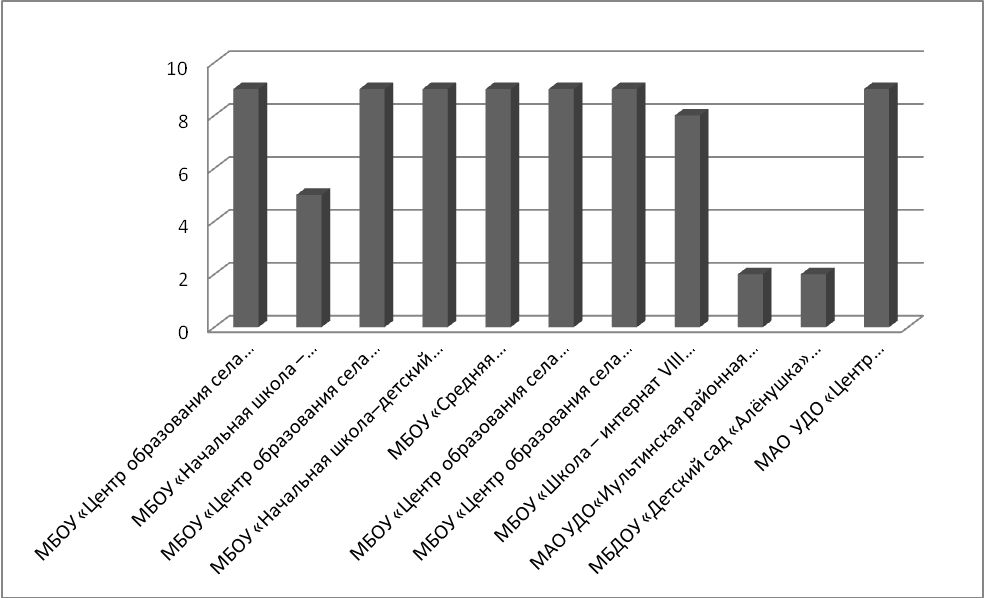 10
8
6
4
2
0
МБОУ «Центр образования села...
МБОУ «Начальная школа –...
МБОУ «Центр образования села...
МБОУ «Начальная школа–детский...
МБОУ «Средняя...
МБОУ «Центр образования села...
МБОУ «Центр образования села...
МБОУ «Школа – интернат VIII...
МАО УДО«Иультинская районная...
МБДОУ «Детский сад «Алёнушка»...
МАО УДО «Центр...